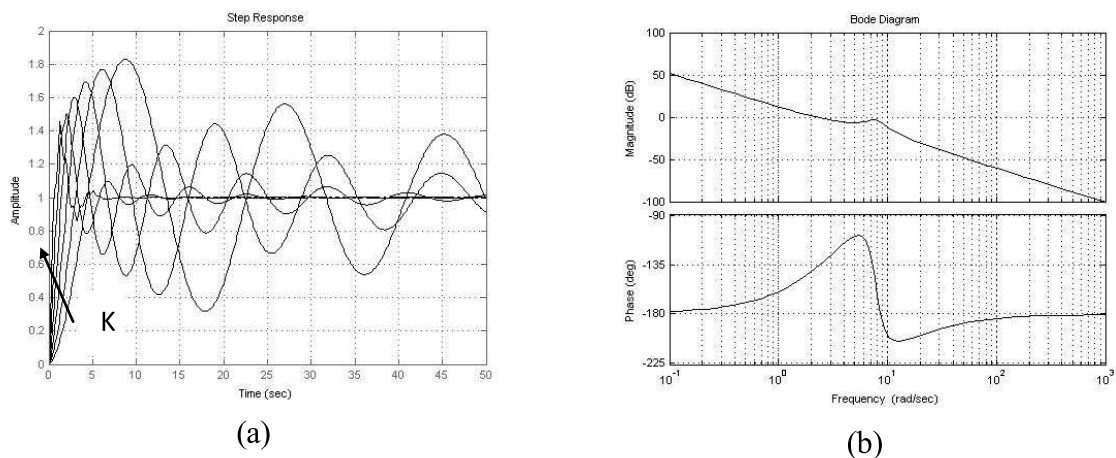 Step Response
2
1.8
1.6
1.4
1.2
1
0.8
0.6
0.4
0.2
0
Amplitude
K
0 5 10 15 20 25 30 35 40 45 50
Time (sec)
(a)
Bode Diagram
100
50
0
-50
-100
Magnitude (dB)
-90
-135
-180
-225
Phase (deg)
10^-1 10^0 10^1 10^2 10^3
Frequency (rad/sec)
(b)